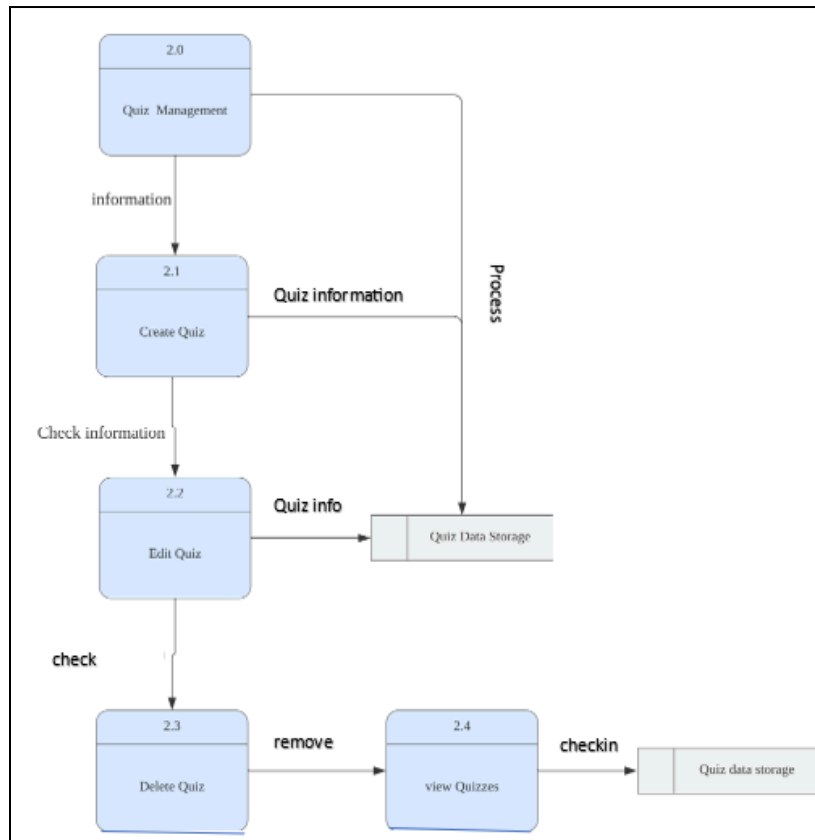 2.0
Quiz Management
information
2.1
Create Quiz
Quiz information
Process
Check information
2.2
Edit Quiz
Quiz info
Quiz Data Storage
check
2.3
Delete Quiz
remove
2.4
view Quizzes
checkin
Quiz data storage